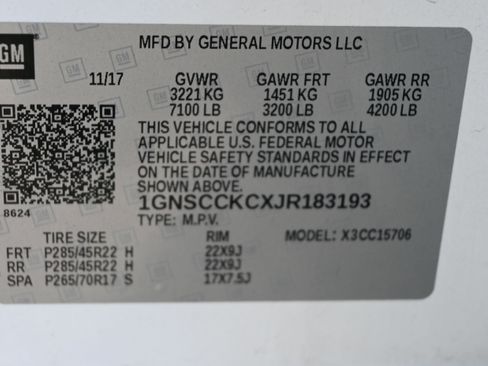 GM
MFD BY GENERAL MOTORS LLC
11/17 GVWR GAWR FRT GAWR RR
3221 KG 1451 KG 1905 KG
7100 LB 3200 LB 4200 LB
THIS VEHICLE CONFORMS TO ALL
APPLICABLE U.S. FEDERAL MOTOR
VEHICLE SAFETY STANDARDS IN EFFECT
ON THE DATE OF MANUFACTURE
SHOWN ABOVE.
8624 1GNSCCKCXJR183193
TYPE: M.P.V.
TIRE SIZE RIM MODEL: X3CC15706
FRT P285/45R22 H 22X9J
RR P285/45R22 H 22X9J
SPA P265/70R17 S 17X7.5J